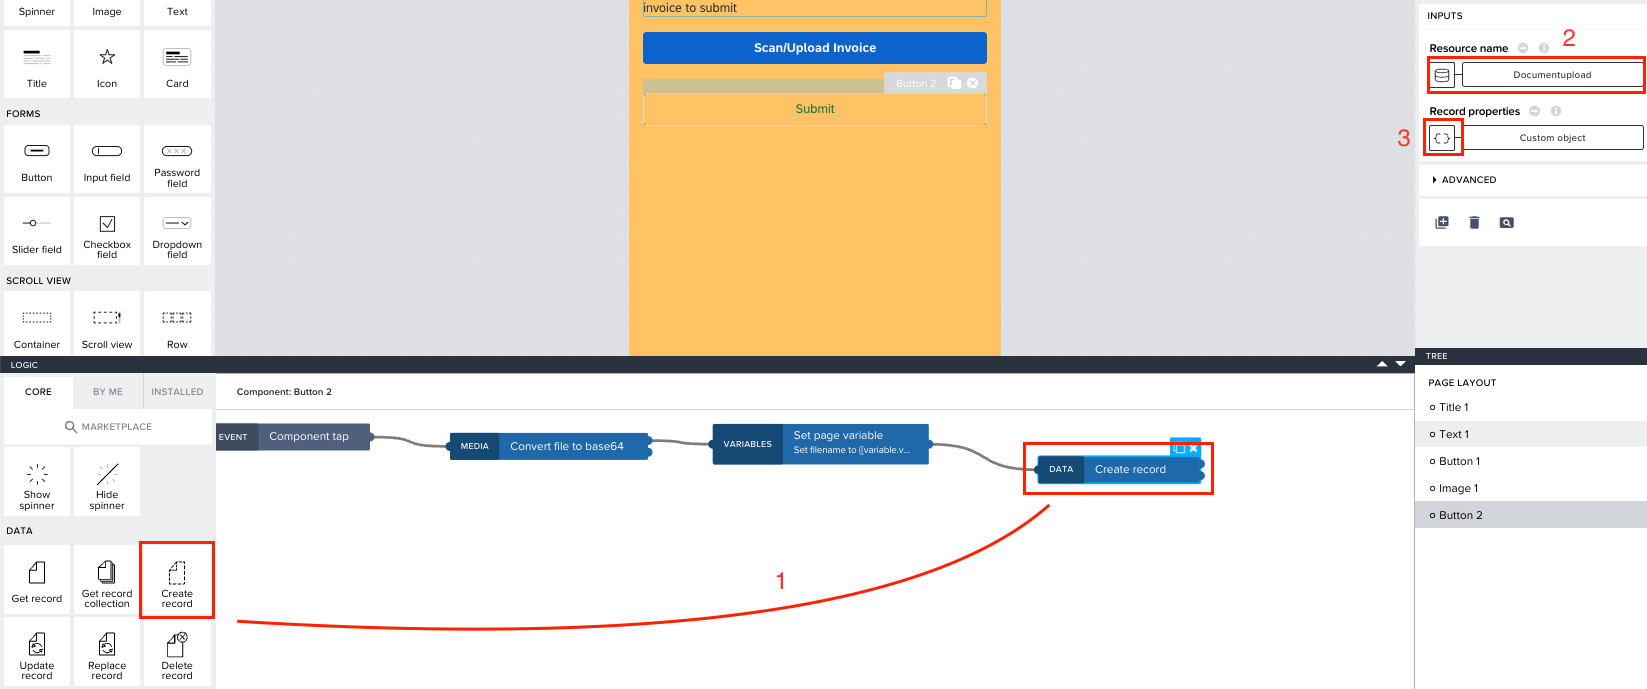 Spinner
Image
Text
Title
Icon
Card
FORMS
Button
Input field
Password
field
Slider field
Checkbox
field
Dropdown
field
SCROLL VIEW
Container
Scroll view
Row
invoice to submit
Scan/Upload Invoice
Button 2
Submit
INPUTS
2
Resource name
Documentupload
Record properties
3
Custom object
ADVANCED
LOGIC
CORE
BY ME
INSTALLED
MARKETPLACE
Show
spinner
Hide
spinner
DATA
Get record
Get record
collection
Create
record
Update
record
Replace
record
Delete
record
Component: Button 2
EVENT
Component tap
MEDIA
Convert file to base64
VARIABLES
Set page variable
Set filename to {{variable.v...
DATA
Create record
1
TREE
PAGE LAYOUT
Title 1
Text 1
Button 1
Image 1
Button 2